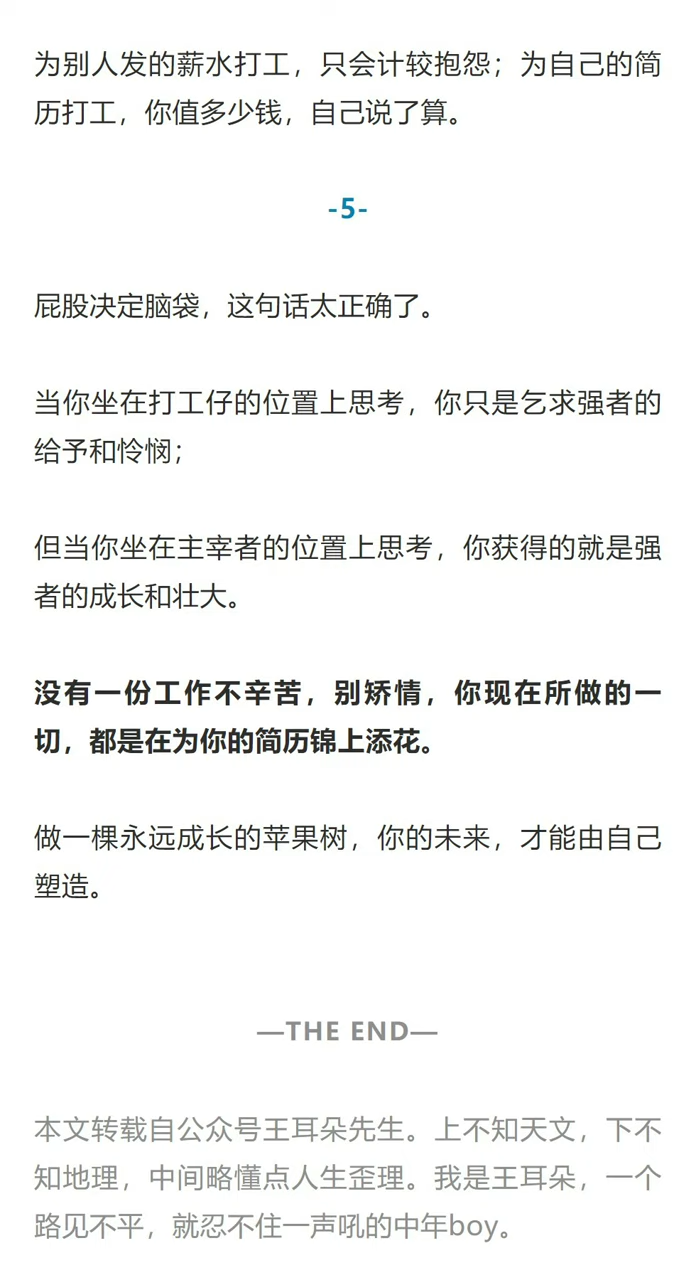 为别人发的薪水打工，只会计较抱怨；为自己的简
历打工，你值多少钱，自己说了算。
-5-
屁股决定脑袋，这句话太正确了。
当你坐在打工仔的位置上思考，你只是乞求强者的
给予和怜悯；
但当你坐在主宰者的位置上思考，你获得的就是强
者的成长和壮大。
没有一份工作不辛苦，别矫情，你现在所做的一
切，都是在为你的简历锦上添花。
做一棵永远成长的苹果树，你的未来，才能由自己
塑造。
—THE END—
本文转载自公众号王耳朵先生。上不知天文，下不
知地理，中间略懂点人生歪理。我是王耳朵，一个
路见不平，就忍不住一声吼的中年boy。